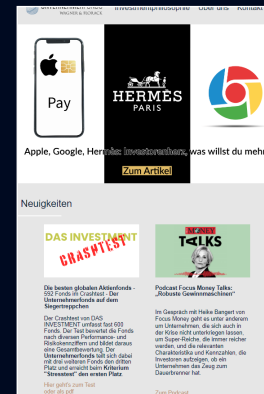 UNTERNEHMERFONDS
WAGNER & FLORACK
Investmentphilosophie Über uns Kontakt
Pay
HERMÈS
PARIS
Apple, Google, Hermès: Investorenherz, was willst du mehr
Zum Artikel
Neuigkeiten
DAS INVESTMENT
CRASHTEST
Die besten globalen Aktienfonds -
592 Fonds im Crashtest - Der
Unternehmerfonds auf dem
Siegertreppchen
Der Crashtest von DAS
INVESTMENT umfasst fast 600
Fonds. Der Test bewertet die Fonds
nach diversen Performance- und
Risikokennziffern und bildet daraus
eine Gesamtbewertung. Der
Unternehmerfonds teilt sich dabei
mit drei weiteren Fonds den dritten
Platz und erreicht beim Kriterium
"Stresstest" den ersten Platz.
Hier geht's zum Test
oder als pdf
MONEY
TALKS
Podcast Focus Money Talks:
„Robuste Gewinnmaschinen“
Im Gespräch mit Heike Bangert von
Focus Money geht es unter anderem
um Unternehmen, die sich auch in
der Krise nicht unterkriegen lassen,
um Super-Reiche, die immer reicher
werden, und die relevanten
Charakteristika und Kennzahlen, die
Investoren aufzeigen, ob ein
Unternehmen das Zeug zum
Dauerbrenner hat.
Zum Podcast